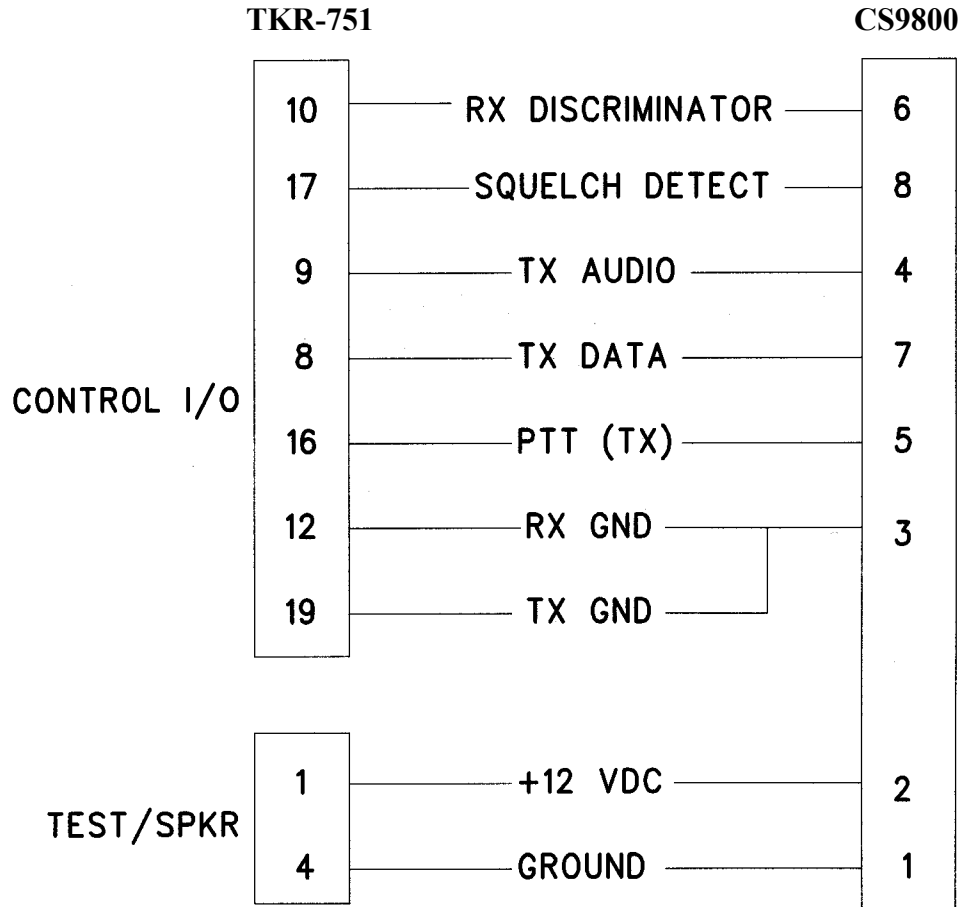 TKR-751 CS9800
10 RX DISCRIMINATOR 6
17 SQUELCH DETECT 8
9 TX AUDIO 4
8 TX DATA 7
CONTROL I/O
16 PTT (TX) 5
12 RX GND 3
19 TX GND
1 +12 VDC 2
TEST/SPKR
4 GROUND 1